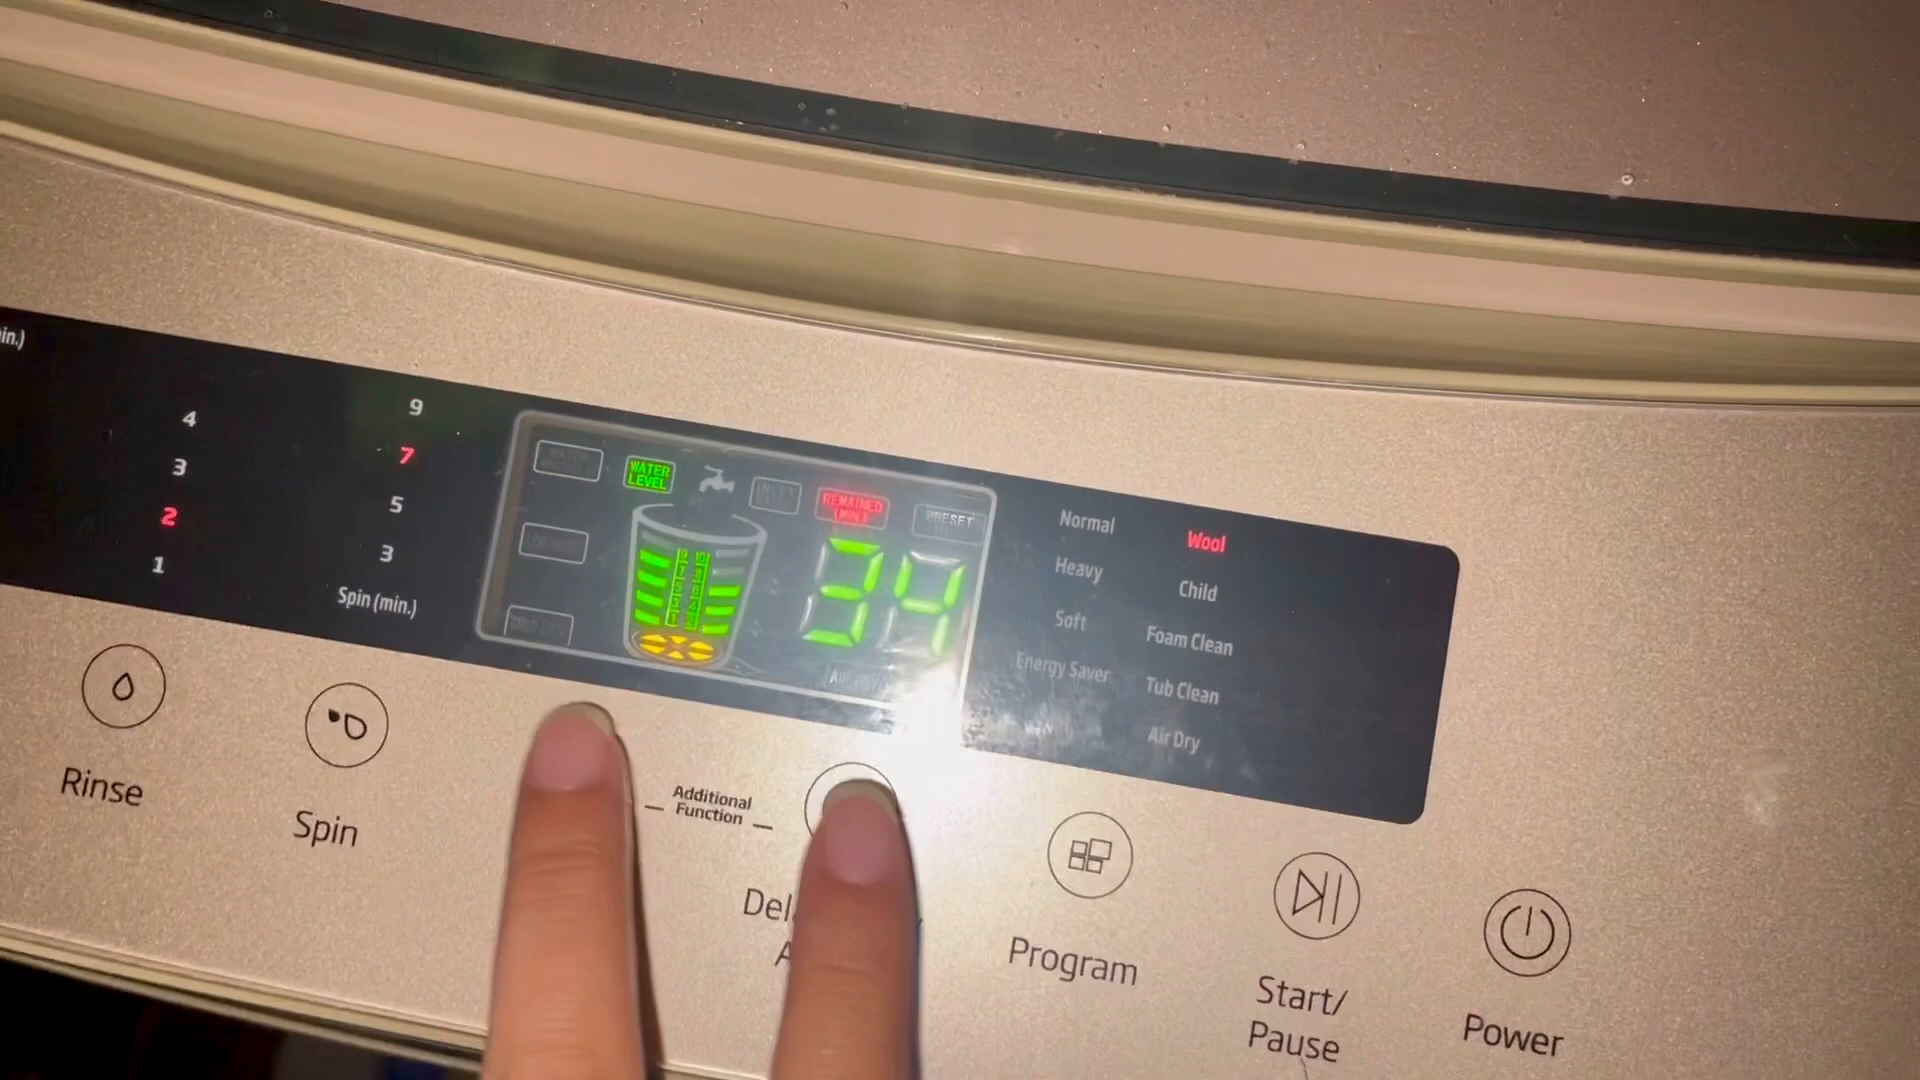 in.)
4
3
2
1
9
7
5
3
Spin (min.)
WATER
LEVEL
REMAINED
(MIN.)
PRESET
34
Normal
Heavy
Soft
Energy Saver
Wool
Child
Foam Clean
Tub Clean
Air Dry
Rinse
Spin
Additional
Function
Del
A
Program
Start/
Pause
Power